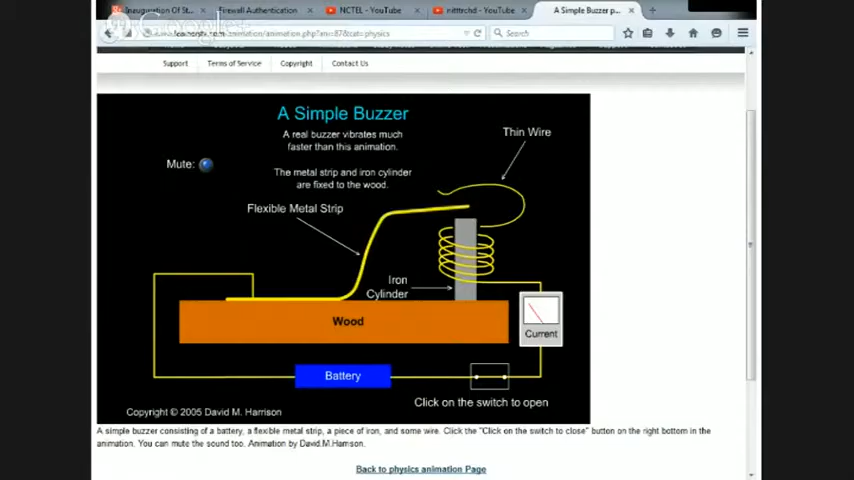 Inauguration Of St...
Firewall Authentication
NCTEL - YouTube
nitttrchd - YouTube
A Simple Buzzer p...
Google+
Search
Support
Terms of Service
Copyright
Contact Us
A Simple Buzzer
A real buzzer vibrates much
faster than this animation.
Thin Wire
Mute:
The metal strip and iron cylinder
are fixed to the wood.
Flexible Metal Strip
Iron
Cylinder
Wood
Current
Battery
Click on the switch to open
Copyright © 2005 David M. Harrison
A simple buzzer consisting of a battery, a flexible metal strip, a piece of iron, and some wire. Click the "Click on the switch to close" button on the right bottom in the
animation. You can mute the sound too. Animation by David.M.Harrison.
Back to physics animation Page